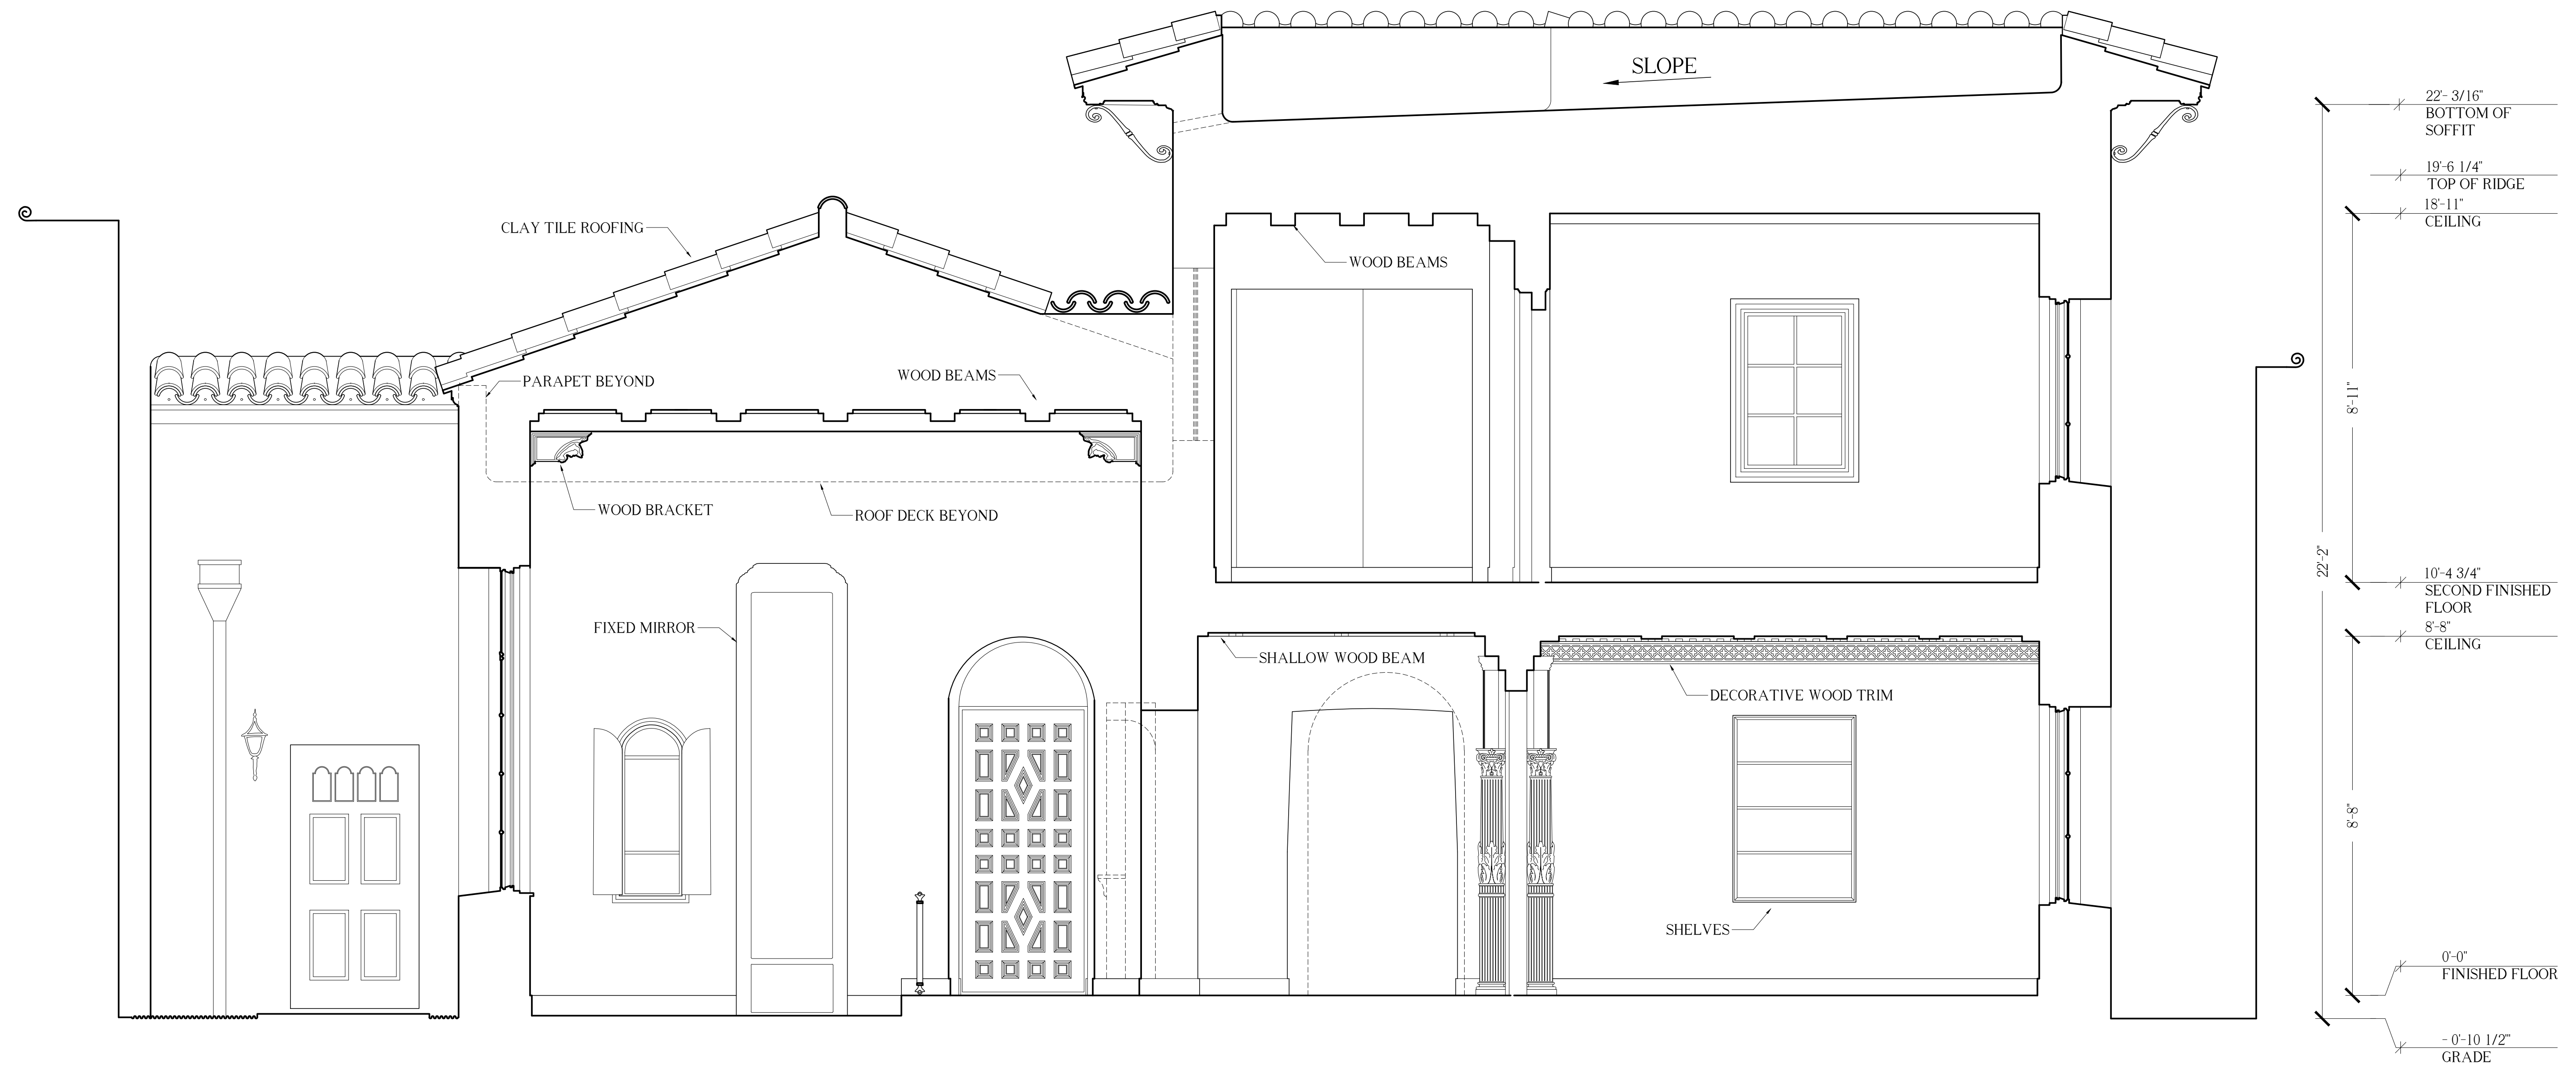 SLOPE
22'- 3/16"
BOTTOM OF
SOFFIT
19'-6 1/4"
TOP OF RIDGE
18'-11"
CEILING
CLAY TILE ROOFING
WOOD BEAMS
PARAPET BEYOND
WOOD BEAMS
8'-11"
WOOD BRACKET
ROOF DECK BEYOND
22'-2"
10'-4 3/4"
SECOND FINISHED
FLOOR
8'-8"
CEILING
FIXED MIRROR
SHALLOW WOOD BEAM
DECORATIVE WOOD TRIM
8'-8"
SHELVES
0'-0"
FINISHED FLOOR
- 0'-10 1/2"
GRADE